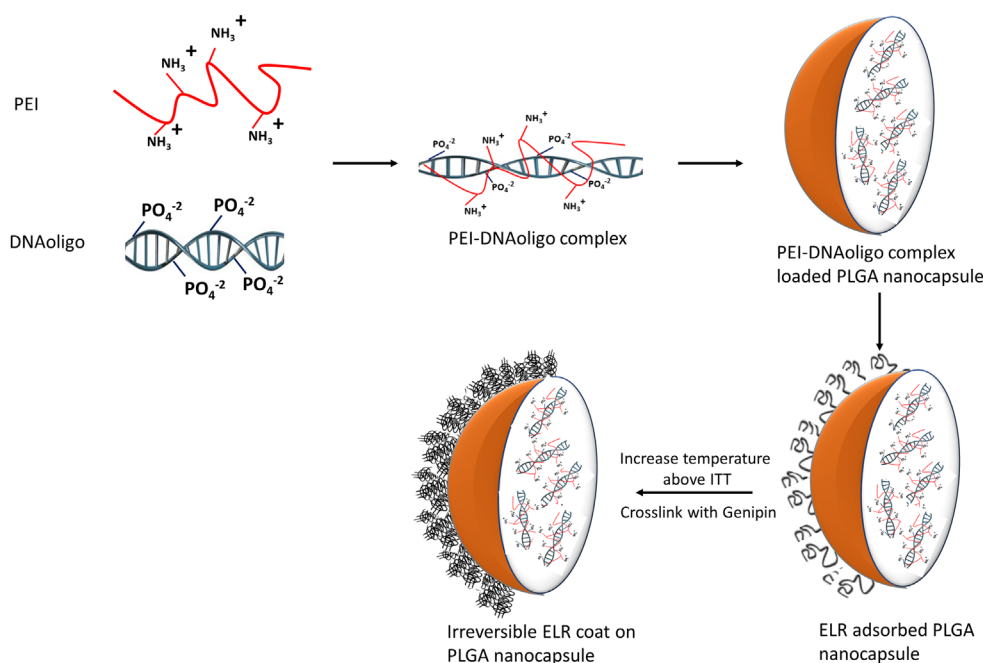 PEI
NH3+
NH3+
NH3+
NH3+
DNAoligo
PO4-2
PO4-2
PO4-2
PO4-2
NH3+
NH3+
PO4-2
PO4-2
PO4-2
PO4-2
NH3+
NH3+
PEI-DNAoligo complex
PEI-DNAoligo complex
loaded PLGA nanocapsule
Increase temperature
above ITT
Crosslink with Genipin
Irreversible ELR coat on
PLGA nanocapsule
ELR adsorbed PLGA
nanocapsule